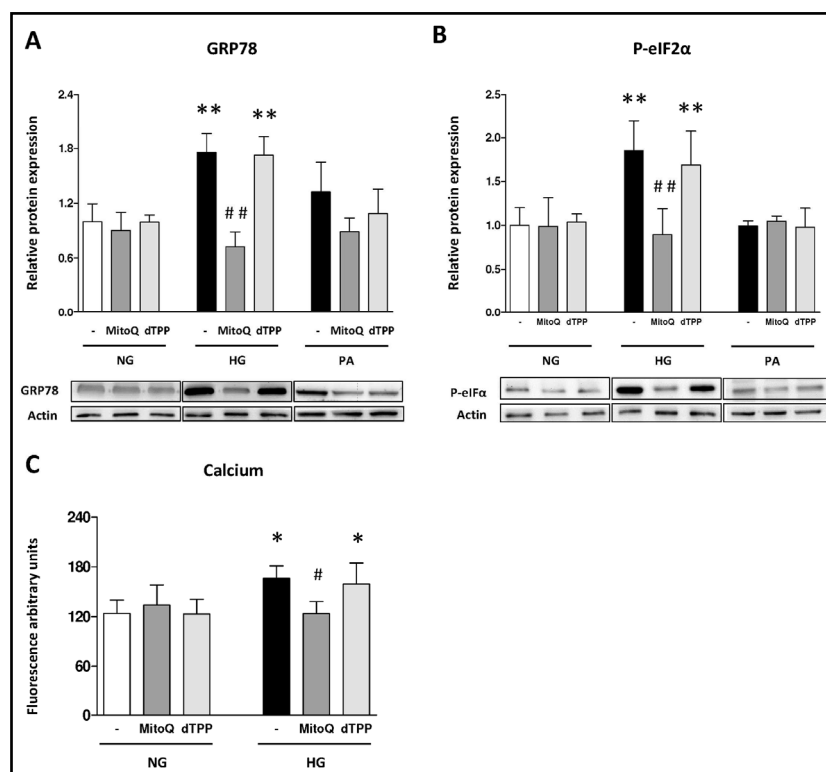 A
GRP78
Relative protein expression
2.4
1.8
1.2
0.6
0.0
**
##
**
- MitoQ dTPP - MitoQ dTPP - MitoQ dTPP
NG HG PA
GRP78
Actin
B
P-eIF2α
Relative protein expression
2.5
2.0
1.5
1.0
0.5
0.0
**
##
**
- MitoQ dTPP - MitoQ dTPP - MitoQ dTPP
NG HG PA
P-eIFα
Actin
C
Calcium
Fluorescence arbitrary units
240
180
120
60
0
*
#
*
- MitoQ dTPP - MitoQ dTPP
NG HG